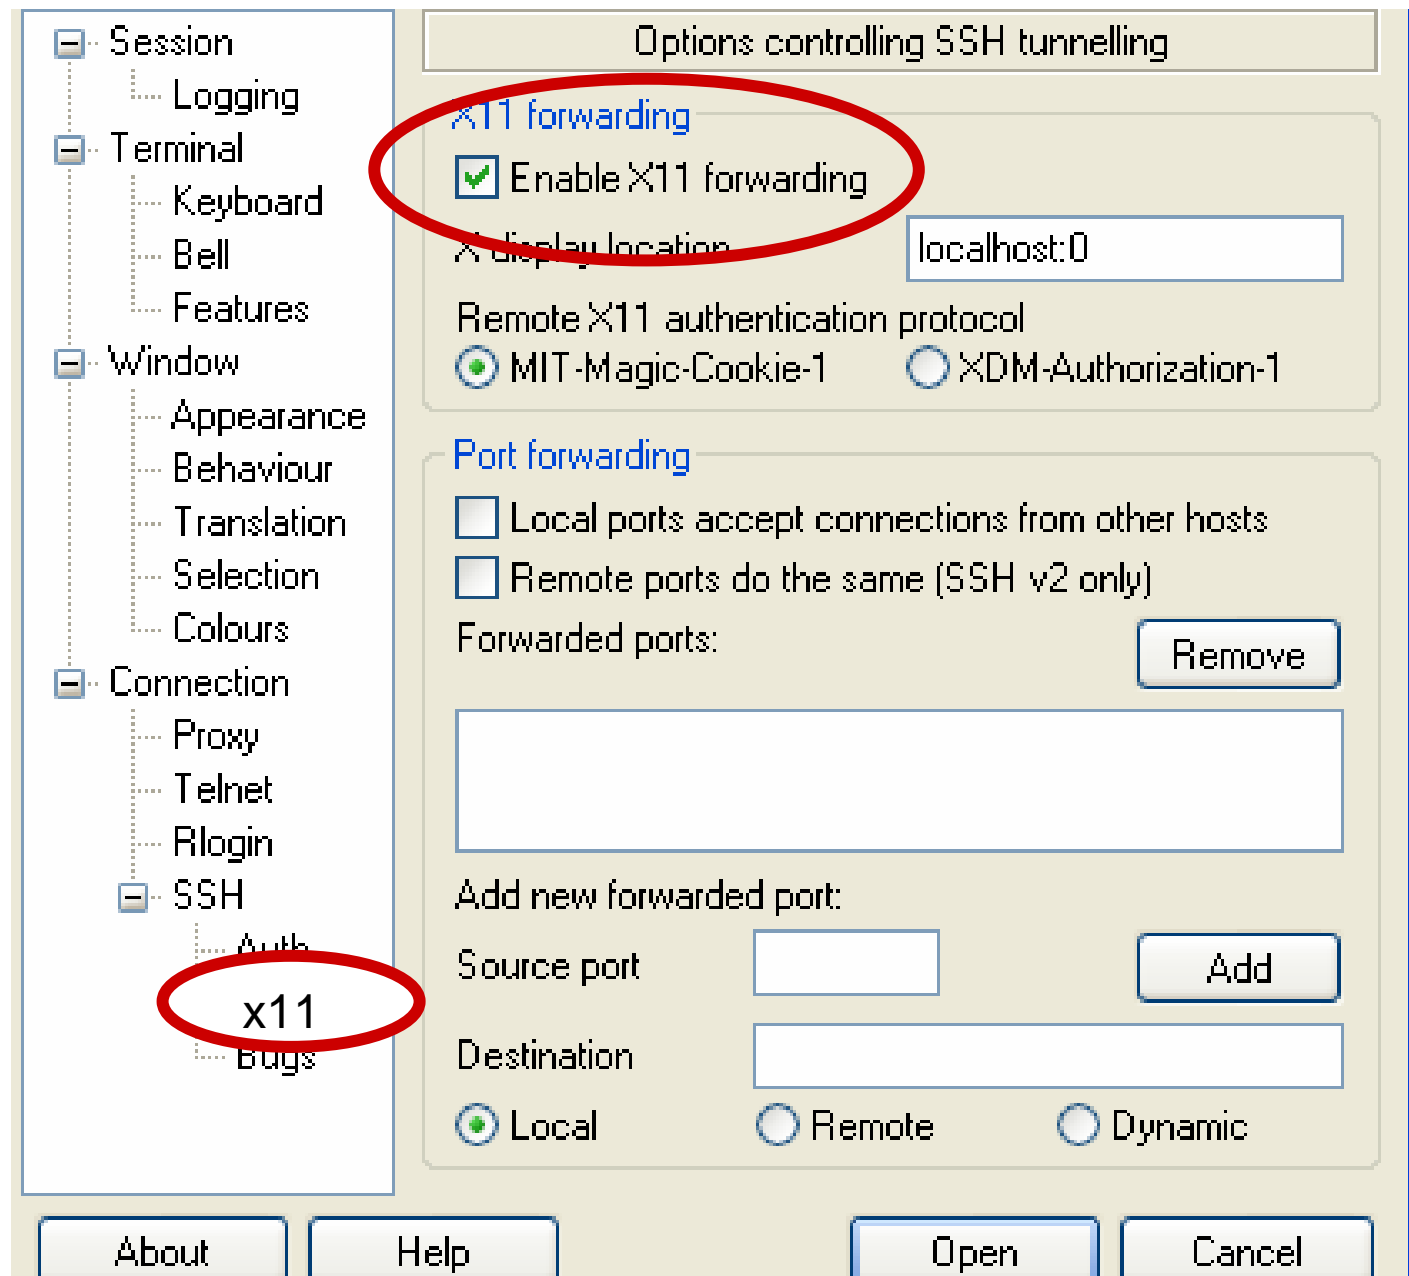 Session
Logging
Terminal
Keyboard
Bell
Features
Window
Appearance
Behaviour
Translation
Selection
Colours
Connection
Proxy
Telnet
Rlogin
SSH
Auth
x11
Bugs
Options controlling SSH tunnelling
X11 forwarding
Enable X11 forwarding
X display location localhost:0
Remote X11 authentication protocol
MIT-Magic-Cookie-1 XDM-Authorization-1
Port forwarding
Local ports accept connections from other hosts
Remote ports do the same (SSH v2 only)
Forwarded ports: Remove
Add new forwarded port:
Source port Add
Destination
Local Remote Dynamic
About Help Open Cancel